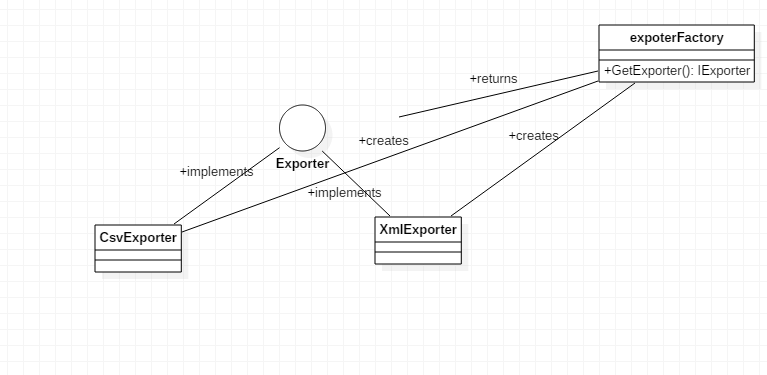 expoterFactory
+GetExporter(): IExporter
+returns
+creates
+creates
Exporter
+implements
+implements
CsvExporter
XmlExporter